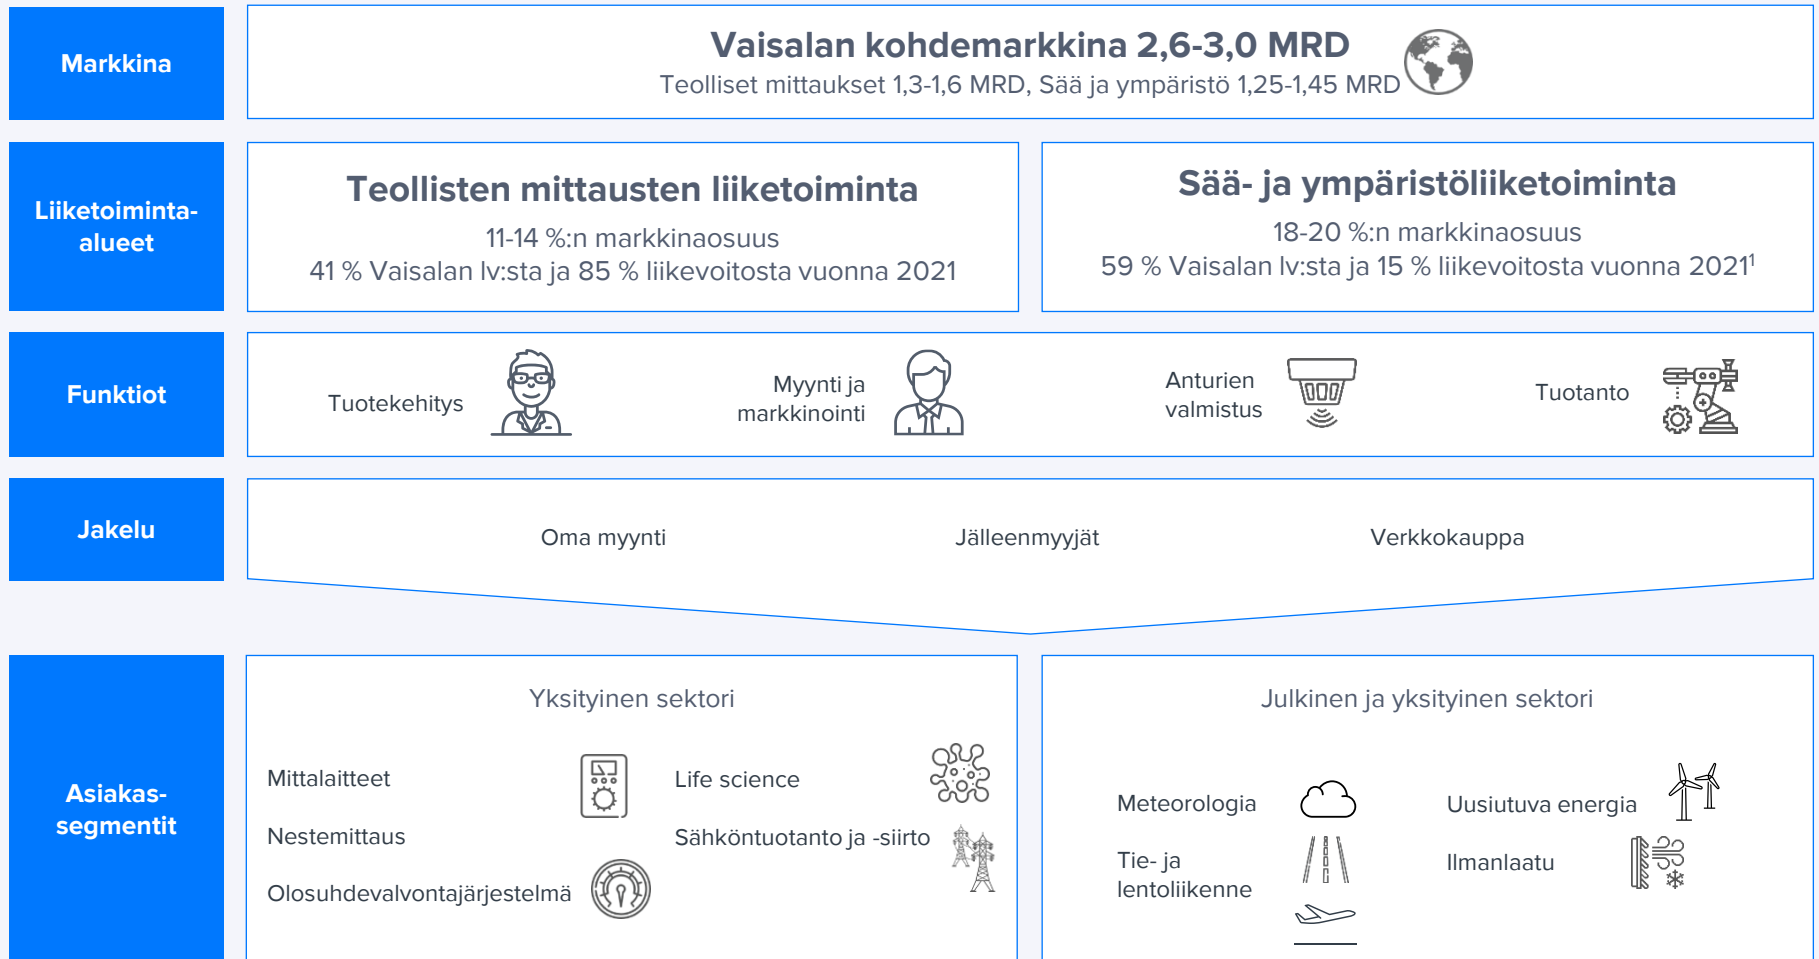 Markkina
Vaisalan kohdemarkkina 2,6-3,0 MRD
Teolliset mittaukset 1,3-1,6 MRD, Sää ja ympäristö 1,25-1,45 MRD
Liiketoiminta-
alueet
Teollisten mittausten liiketoiminta
11-14 %:n markkinaosuus
41 % Vaisalan lv:sta ja 85 % liikevoitosta vuonna 2021
Sää- ja ympäristöliiketoiminta
18-20 %:n markkinaosuus
59 % Vaisalan lv:sta ja 15 % liikevoitosta vuonna 2021¹
Funktiot
Tuotekehitys
Myynti ja
markkinointi
Anturien
valmistus
Tuotanto
Jakelu
Oma myynti
Jälleenmyyjät
Verkkokauppa
Asiakas-
segmentit
Yksityinen sektori
Mittalaitteet
Nestemittaus
Olosuhdevalvontajärjestelmä
Life science
Sähköntuotanto ja -siirto
Julkinen ja yksityinen sektori
Meteorologia
Tie- ja
lentoliikenne
Uusiutuva energia
Ilmanlaatu